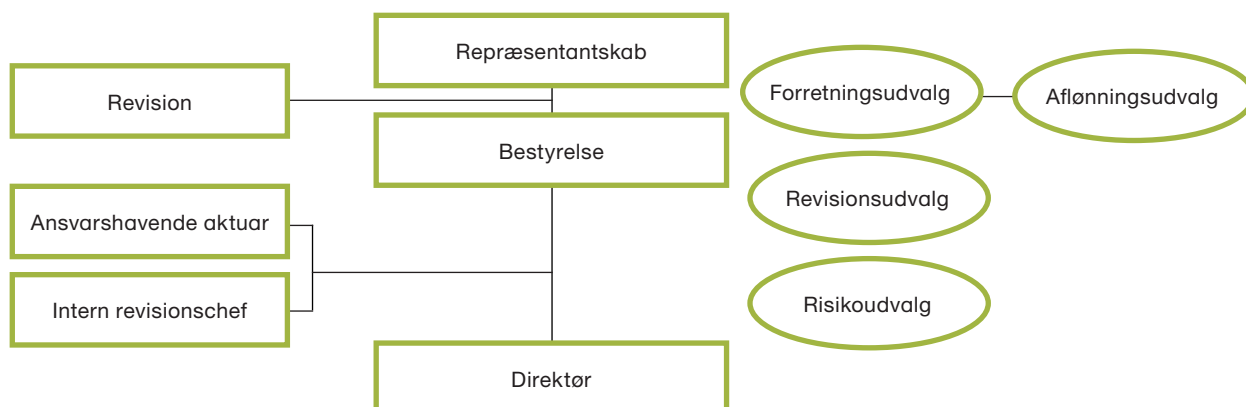 Repræsentantskab
Revision
Forretningsudvalg
Aflønningsudvalg
Bestyrelse
Revisionsudvalg
Ansvarshavende aktuar
Intern revisionschef
Risikoudvalg
Direktør